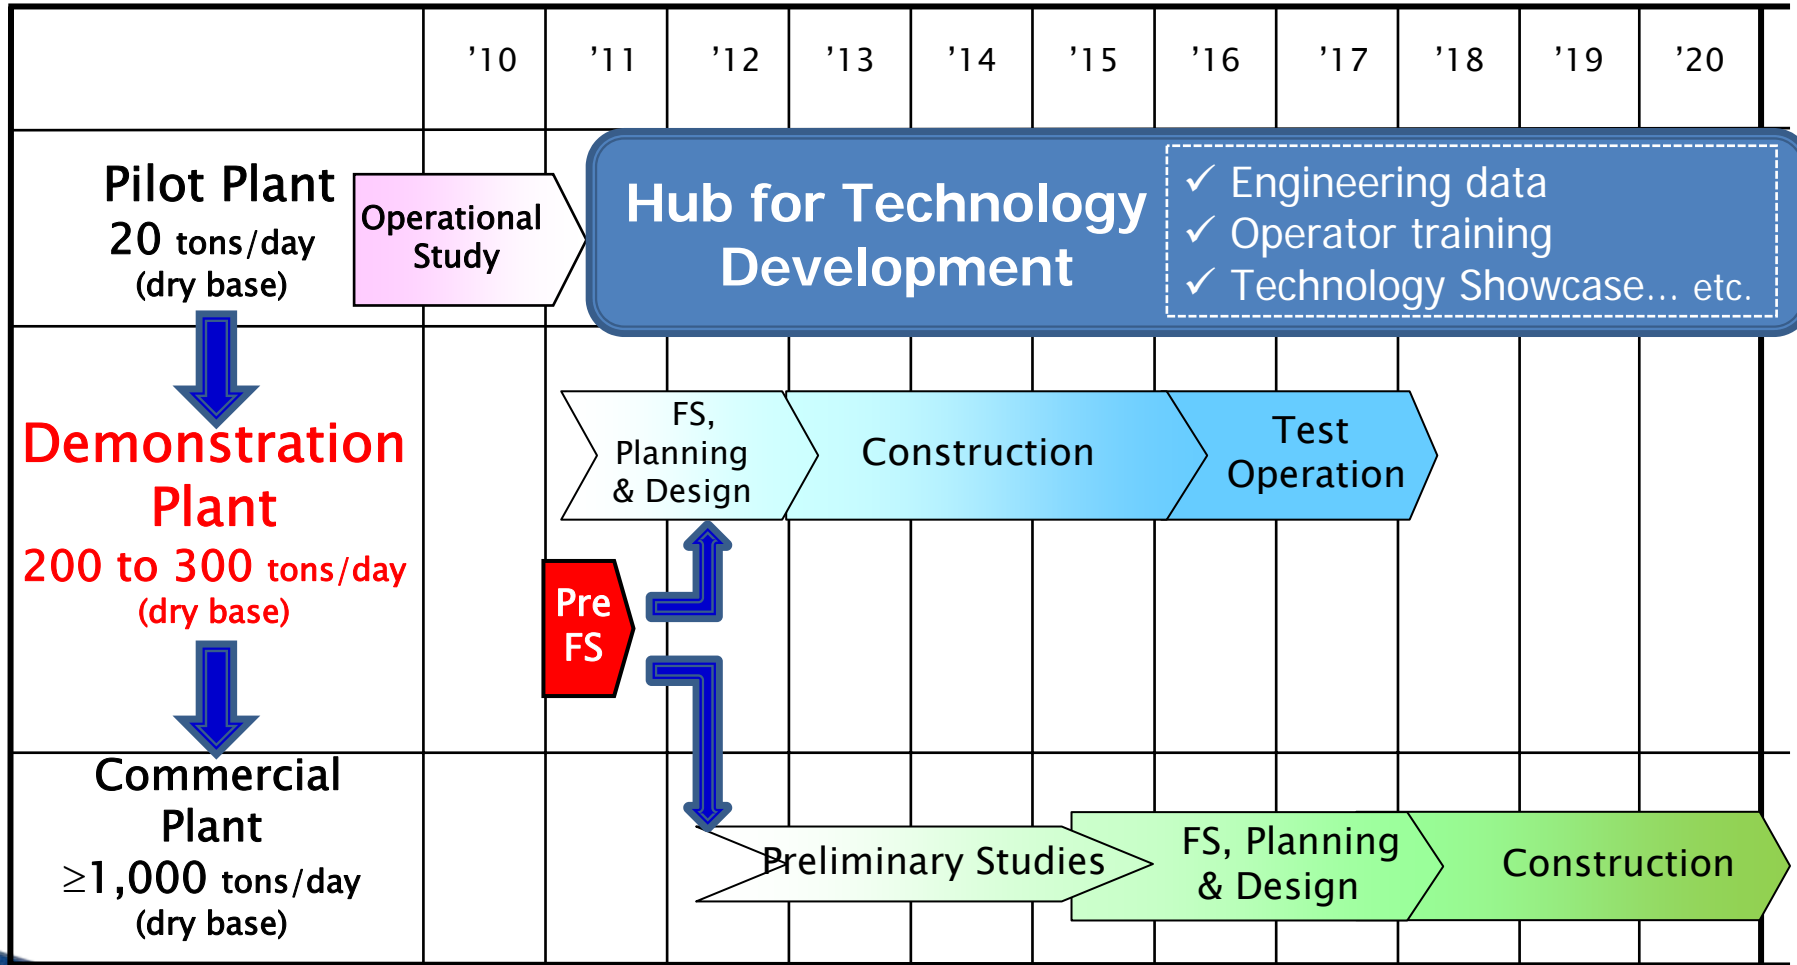 ’10 ’11 ’12 ’13 ’14 ’15 ’16 ’17 ’18 ’19 ’20
Pilot Plant
20 tons/day
(dry base)
Operational
Study
Hub for Technology
Development
✓ Engineering data
✓ Operator training
✓ Technology Showcase... etc.
Demonstration
Plant
200 to 300 tons/day
(dry base)
FS,
Planning
& Design
Construction
Test
Operation
Pre
FS
Commercial
Plant
≥1,000 tons/day
(dry base)
Preliminary Studies
FS, Planning
& Design
Construction